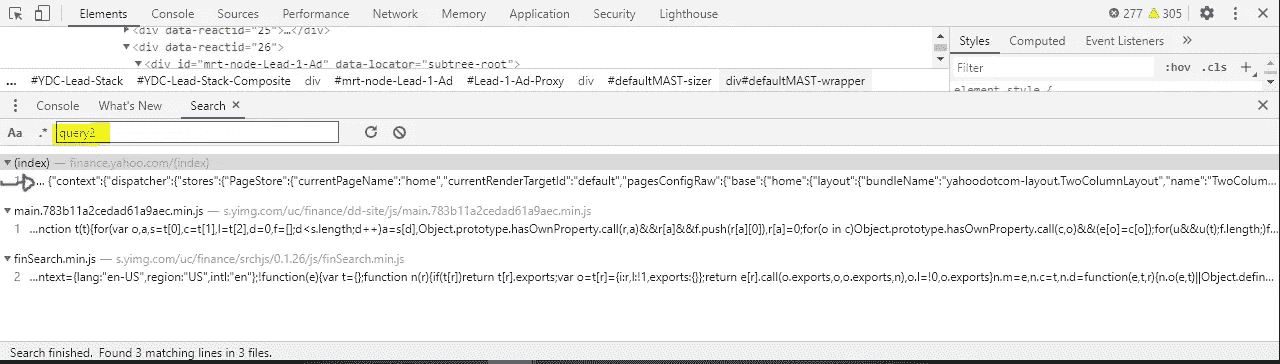 Elements Console Sources Performance Network Memory Application Security Lighthouse 277 305
<div data-reactid="25">…</div>
<div data-reactid="26">
<div id="mrt-node-Lead-1-Ad" data-locator="subtree-root">
Styles Computed Event Listeners »
... #YDC-Lead-Stack #YDC-Lead-Stack-Composite div #mrt-node-Lead-1-Ad #Lead-1-Ad-Proxy div #defaultMAST-sizer div#defaultMAST-wrapper
Filter :hov .cls +
element.style {
Console What's New Search ×
Aa .* query2
(index) — finance.yahoo.com/(index)
1 ... {"context":{"dispatcher":{"stores":{"PageStore":{"currentPageName":"home","currentRenderTargetId":"default","pagesConfigRaw":{"base":{"home":{"layout":{"bundleName":"yahoodotcom-layout.TwoColumnLayout","name":"TwoColum...
main.783b11a2cedad61a9aec.min.js — s.yimg.com/uc/finance/dd-site/js/main.783b11a2cedad61a9aec.min.js
1 ...nction t(t){for(var o,a,s=t[0],c=t[1],l=t[2],d=0,f=[];d<s.length;d++)a=s[d],Object.prototype.hasOwnProperty.call(r,a)&&r[a]&&f.push(r[a][0]),r[a]=0;for(o in c)Object.prototype.hasOwnProperty.call(c,o)&&(e[o]=c[o]);for(u&&u(t);f.length;)f...
finSearch.min.js — s.yimg.com/uc/finance/srchjs/0.1.26/js/finSearch.min.js
2 ...ntext={lang:"en-US",region:"US",intl:"en"};!function(e){var t={};function n(r){if(t[r])return t[r].exports;var o=t[r]={i:r,l:!1,exports:{}};return e[r].call(o.exports,o,o.exports,n),o.l=!0,o.exports}n.m=e,n.c=t,n.d=function(e,t,r){n.o(e,t)||Object.defin...
Search finished. Found 3 matching lines in 3 files.